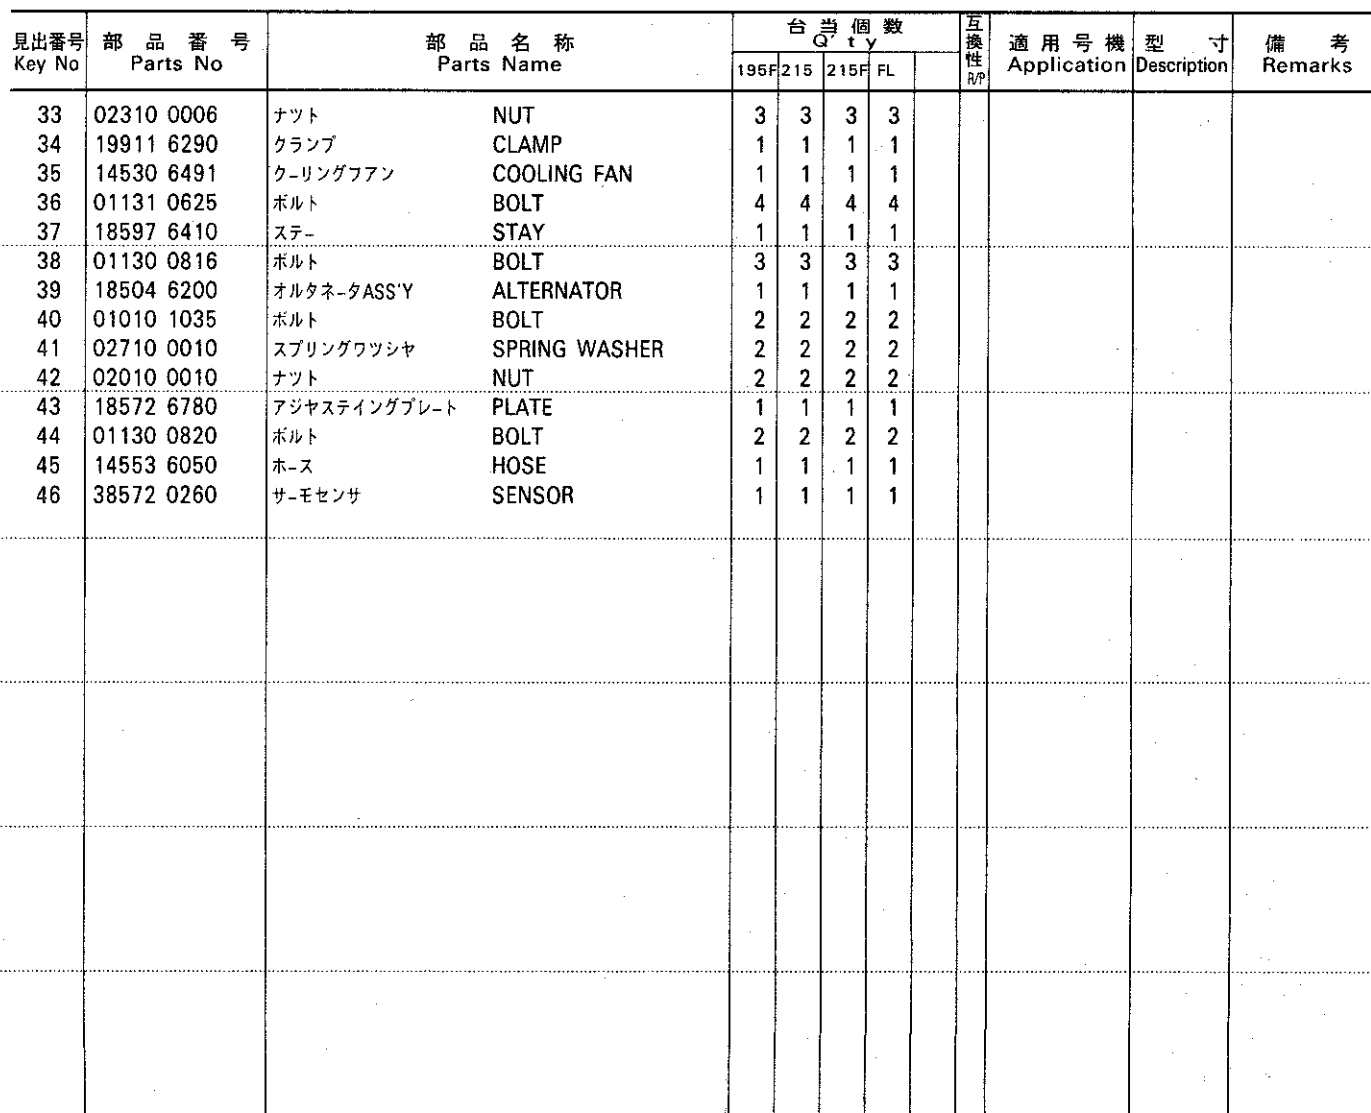 見出番号 部品番号 部品名称 台当個数 互換性 適用号機 型寸 備考
Key No Parts No Parts Name Q'ty R/P Application Description Remarks
195F 215 215F FL
33 02310 0006 ナツト NUT 3 3 3 3
34 19911 6290 クランプ CLAMP 1 1 1 1
35 14530 6491 クーリングフアン COOLING FAN 1 1 1 1
36 01131 0625 ボルト BOLT 4 4 4 4
37 18597 6410 ステー STAY 1 1 1 1
38 01130 0816 ボルト BOLT 3 3 3 3
39 18504 6200 オルタネータASS'Y ALTERNATOR 1 1 1 1
40 01010 1035 ボルト BOLT 2 2 2 2
41 02710 0010 スプリングワツシヤ SPRING WASHER 2 2 2 2
42 02010 0010 ナツト NUT 2 2 2 2
43 18572 6780 アジヤステイングプレート PLATE 1 1 1 1
44 01130 0820 ボルト BOLT 2 2 2 2
45 14553 6050 ホース HOSE 1 1 1 1
46 38572 0260 サーモセンサ SENSOR 1 1 1 1